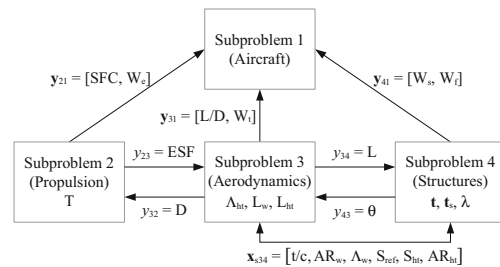 Subproblem 1
(Aircraft)
y21 = [SFC, We]
y41 = [Ws, Wf]
y31 = [L/D, Wt]
Subproblem 2
(Propulsion)
T
y23 = ESF
y32 = D
Subproblem 3
(Aerodynamics)
Λht, Lw, Lht
y34 = L
y43 = θ
Subproblem 4
(Structures)
t, ts, λ
xs34 = [t/c, ARw, Λw, Sref, Sht, ARht]